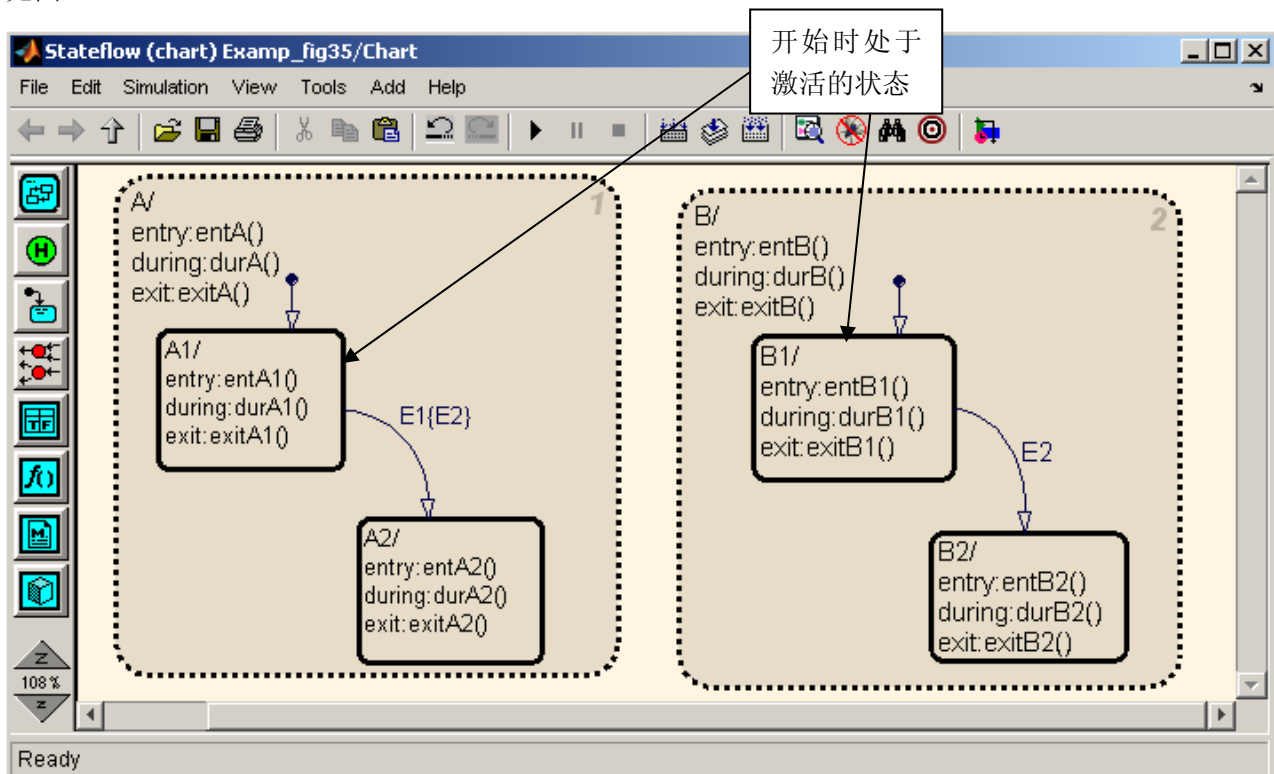 开始时处于
激活的状态
Stateflow (chart) Examp_fig35/Chart
File Edit Simulation View Tools Add Help
A/
entry:entA()
during:durA()
exit:exitA()
1
A1/
entry:entA1()
during:durA1()
exit:exitA1()
E1{E2}
A2/
entry:entA2()
during:durA2()
exit:exitA2()
B/
entry:entB()
during:durB()
exit:exitB()
2
B1/
entry:entB1()
during:durB1()
exit:exitB1()
E2
B2/
entry:entB2()
during:durB2()
exit:exitB2()
H
TF
f()
M
z
108%
z
Ready